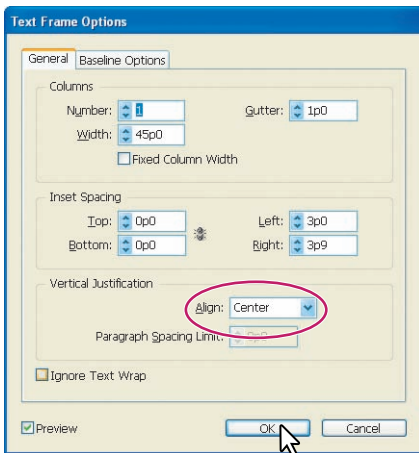 Text Frame Options
General Baseline Options
Columns
Number: 1 Gutter: 1p0
Width: 45p0
Fixed Column Width
Inset Spacing
Top: 0p0 Left: 3p0
Bottom: 0p0 Right: 3p9
Vertical Justification
Align: Center
Paragraph Spacing Limit: 0p0
Ignore Text Wrap
Preview OK Cancel